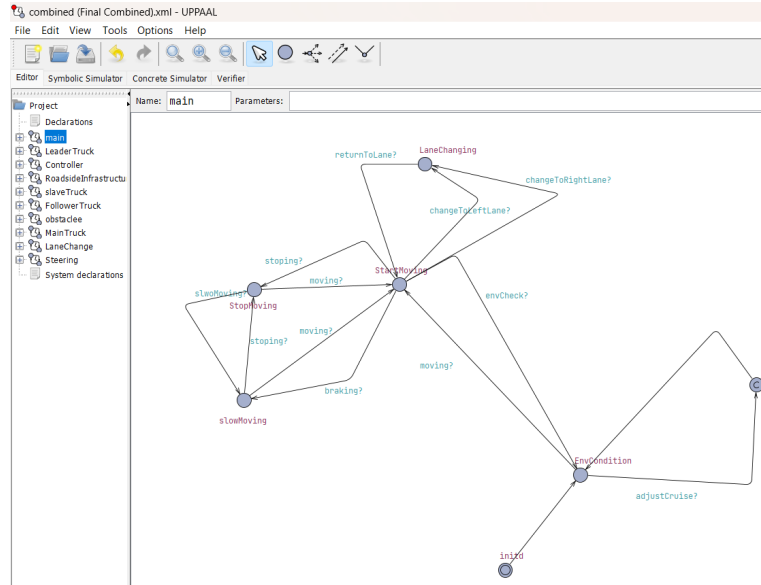 combined (Final Combined).xml - UPPAAL
File Edit View Tools Options Help
Editor Symbolic Simulator Concrete Simulator Verifier
Project
Declarations
main
LeaderTruck
Controller
RoadsideInfrastructu
slaveTruck
FollowerTruck
obstaclee
MainTruck
LaneChange
Steering
System declarations
Name: main Parameters:
LaneChanging
returnToLane?
changeToRightLane?
changeToLeftLane?
stoping?
StartMoving
moving?
slwoMoving?
envCheck?
StopMoving
moving?
stoping?
moving?
braking?
C
slowMoving
EnvCondition
adjustCruise?
initd